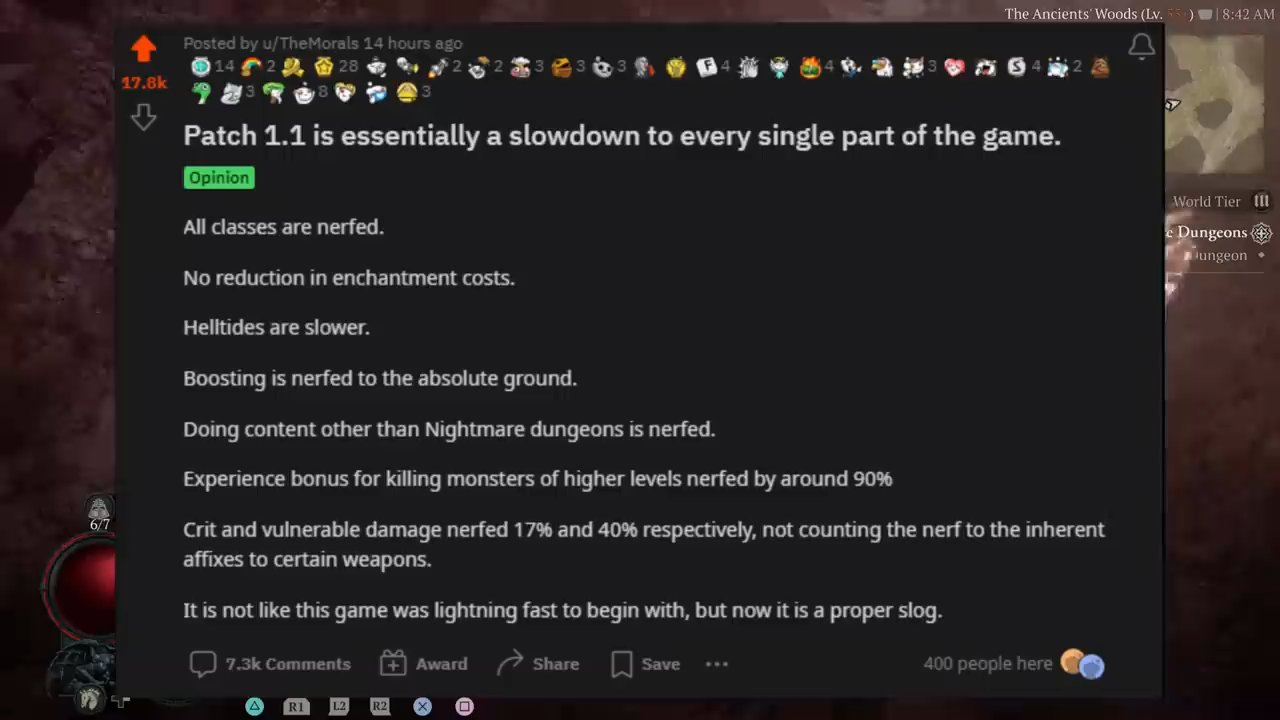 The Ancients' Woods (Lv.
8:42 AM
Posted by u/TheMorals 14 hours ago
14 2 28 2 2 3 3 3 4 4 3 4 2
3 8 3
17.8k
Patch 1.1 is essentially a slowdown to every single part of the game.
Opinion
World Tier III
Dungeons
All classes are nerfed.
No reduction in enchantment costs.
Helltides are slower.
Boosting is nerfed to the absolute ground.
Doing content other than Nightmare dungeons is nerfed.
Experience bonus for killing monsters of higher levels nerfed by around 90%
6/7
Crit and vulnerable damage nerfed 17% and 40% respectively, not counting the nerf to the inherent
affixes to certain weapons.
It is not like this game was lightning fast to begin with, but now it is a proper slog.
7.3k Comments Award Share Save 400 people here
R1 L2 R2